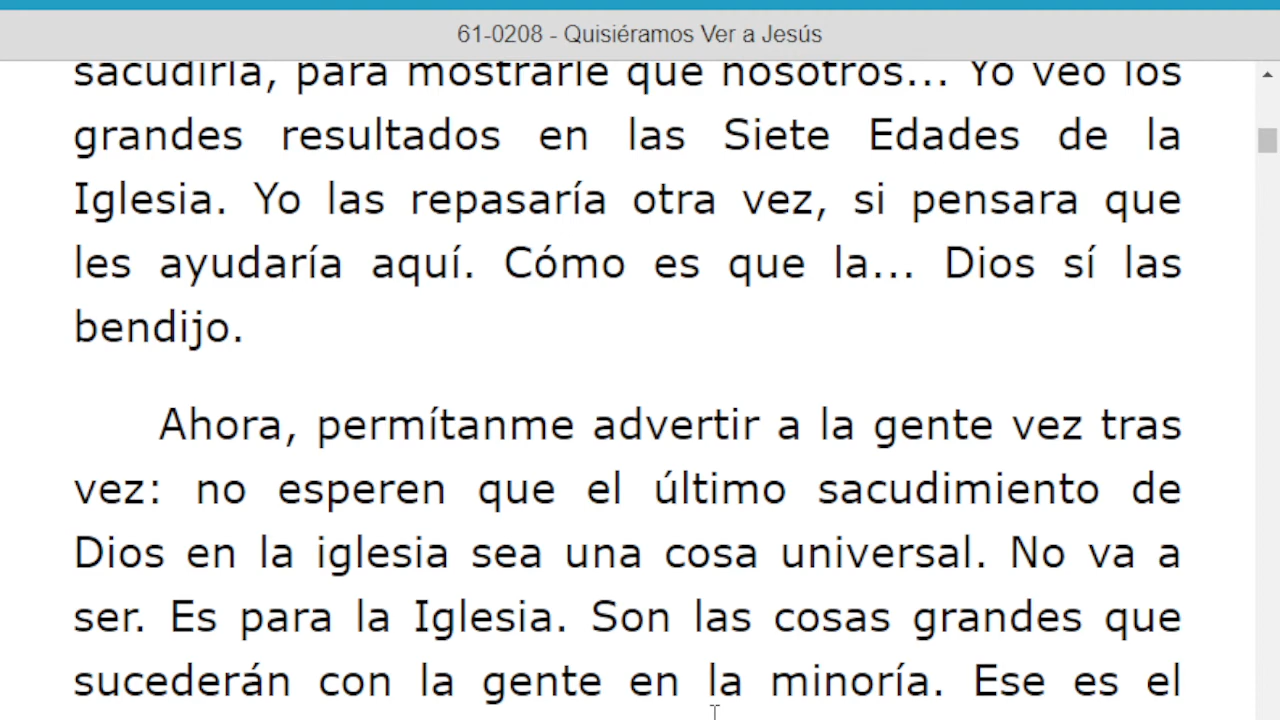 61-0208 - Quisiéramos Ver a Jesús
sacudirla, para mostrarle que nosotros... Yo veo los
grandes resultados en las Siete Edades de la
Iglesia. Yo las repasaría otra vez, si pensara que
les ayudaría aquí. Cómo es que la... Dios sí las
bendijo.
Ahora, permítanme advertir a la gente vez tras
vez: no esperen que el último sacudimiento de
Dios en la iglesia sea una cosa universal. No va a
ser. Es para la Iglesia. Son las cosas grandes que
sucederán con la gente en la minoría. Ese es el